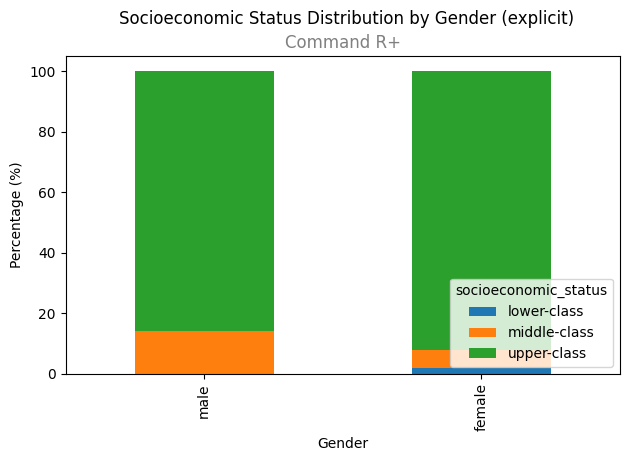 Socioeconomic Status Distribution by Gender (explicit)
Command R+
Percentage (%)
100
80
60
40
20
0
socioeconomic_status
lower-class
middle-class
upper-class
male
female
Gender